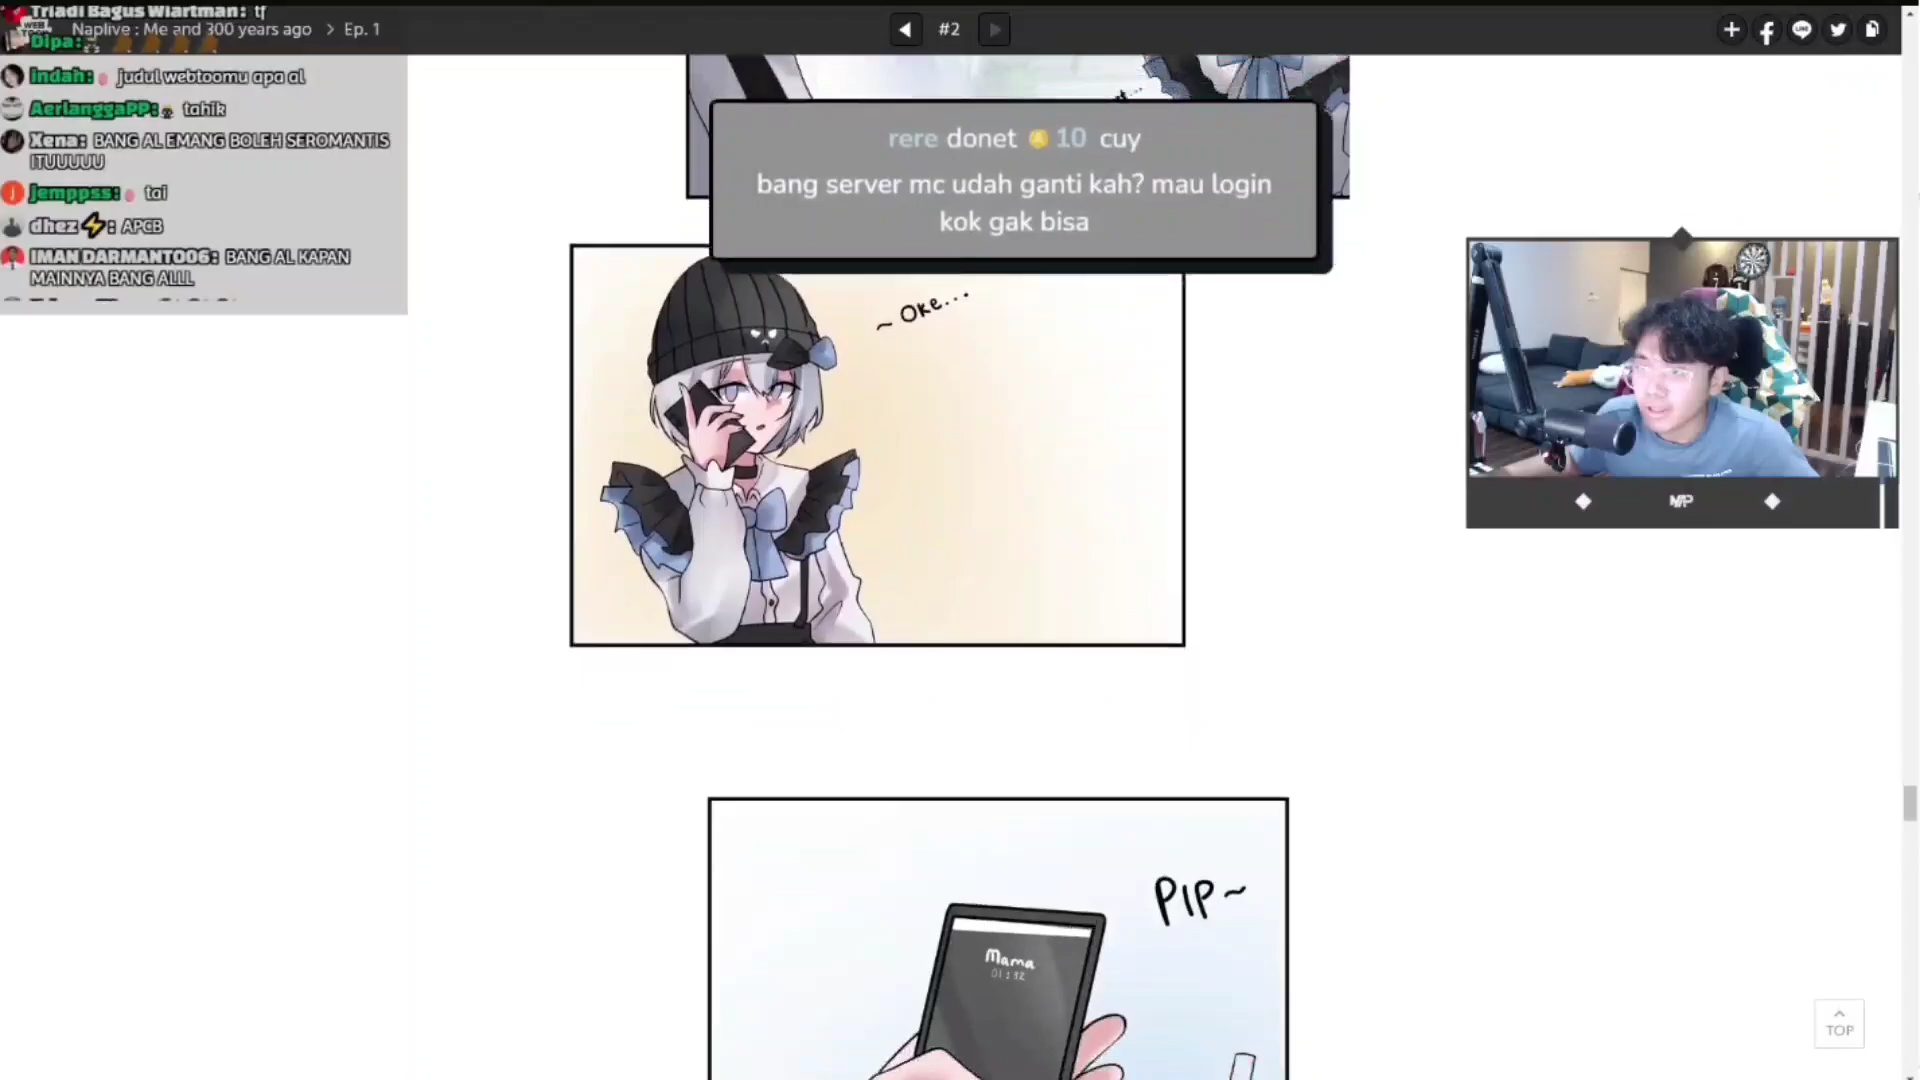 Triadi Bagus Wiartman: tf
Naplive : Me and 300 years ago > Ep. 1
#2
Dipa:
indah: judul webtoomu apa al
AerlanggaPP: tahik
Xena: BANG AL EMANG BOLEH SEROMANTIS
ITUUUUU
jemppss: tai
dhez⚡: APCB
IMAN DARMANTO06: BANG AL KAPAN
MAINNYA BANG ALLL
rere donet 10 cuy
bang server mc udah ganti kah? mau login
kok gak bisa
~ Oke...
PIP~
Mama
TOP